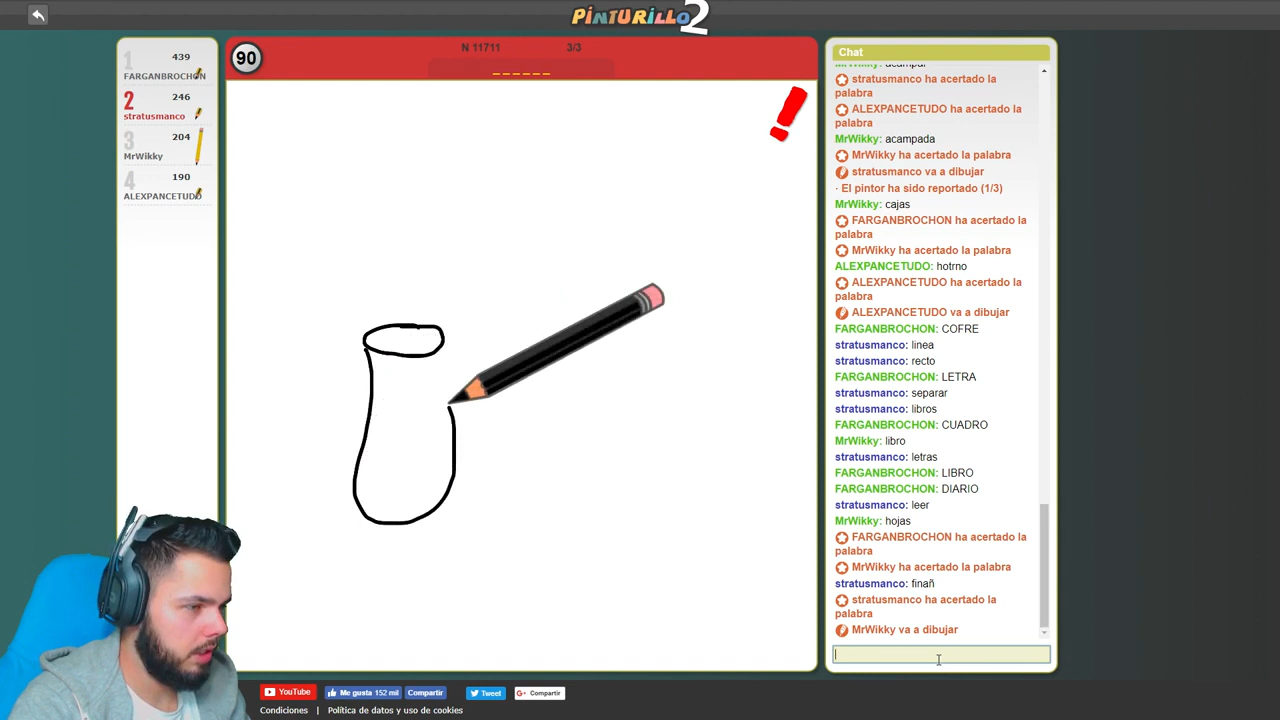 PINTURILLO 2
1 439
FARGANBROCHON
2 246
stratusmanco
3 204
MrWikky
4 190
ALEXPANCETUDO
90
N 11711 3/3
______
Chat
MrWikky: acampar
stratusmanco ha acertado la
palabra
ALEXPANCETUDO ha acertado la
palabra
MrWikky: acampada
MrWikky ha acertado la palabra
stratusmanco va a dibujar
· El pintor ha sido reportado (1/3)
MrWikky: cajas
FARGANBROCHON ha acertado la
palabra
MrWikky ha acertado la palabra
ALEXPANCETUDO: hotrno
ALEXPANCETUDO ha acertado la
palabra
ALEXPANCETUDO va a dibujar
FARGANBROCHON: COFRE
stratusmanco: linea
stratusmanco: recto
FARGANBROCHON: LETRA
stratusmanco: separar
stratusmanco: libros
FARGANBROCHON: CUADRO
MrWikky: libro
stratusmanco: letras
FARGANBROCHON: LIBRO
FARGANBROCHON: DIARIO
stratusmanco: leer
MrWikky: hojas
FARGANBROCHON ha acertado la
palabra
MrWikky ha acertado la palabra
stratusmanco: finañ
stratusmanco ha acertado la
palabra
MrWikky va a dibujar
YouTube Me gusta 152 mil Compartir Tweet G+ Compartir
Condiciones | Política de datos y uso de cookies